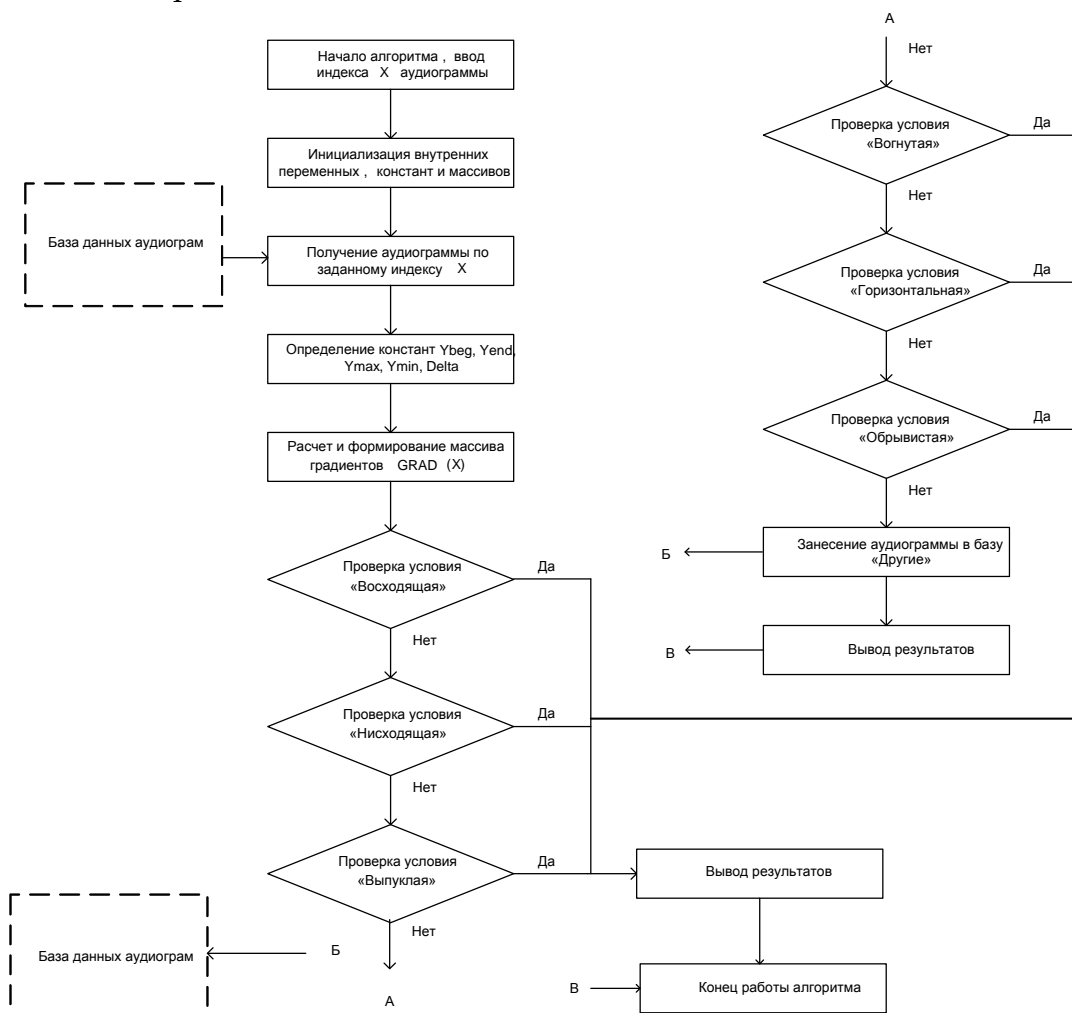 Начало алгоритма , ввод
индекса X аудиограммы
Инициализация внутренних
переменных , констант и массивов
База данных аудиограм
Получение аудиограммы по
заданному индексу X
Определение констант Ybeg, Yend,
Ymax, Ymin, Delta
Расчет и формирование массива
градиентов GRAD (X)
Проверка условия
«Восходящая»
Да
Нет
Проверка условия
«Нисходящая»
Да
Нет
Проверка условия
«Выпуклая»
Да
Нет
А
Б
База данных аудиограм
Вывод результатов
В
Конец работы алгоритма
А
Нет
Проверка условия
«Вогнутая»
Да
Нет
Проверка условия
«Горизонтальная»
Да
Нет
Проверка условия
«Обрывистая»
Да
Нет
Занесение аудиограммы в базу
«Другие»
Б
Вывод результатов
В